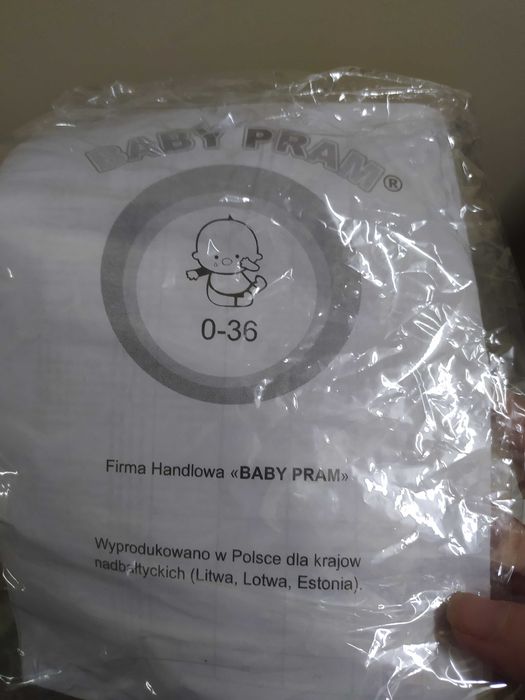 BABY PRAM®
0-36
Firma Handlowa «BABY PRAM»
Wyprodukowano w Polsce dla krajow
nadbałtyckich (Litwa, Lotwa, Estonia).